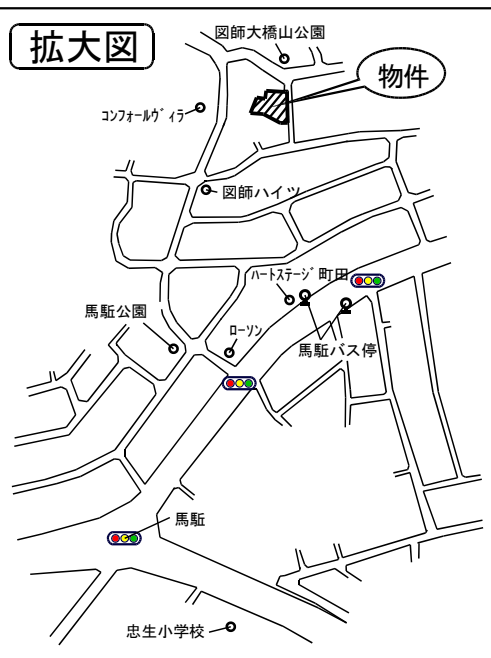 拡大図
図師大橋山公園
物件
コンフォールヴィラ
図師ハイツ
ハートステージ町田
馬駈公園
ローソン
馬駈バス停
馬駈
忠生小学校